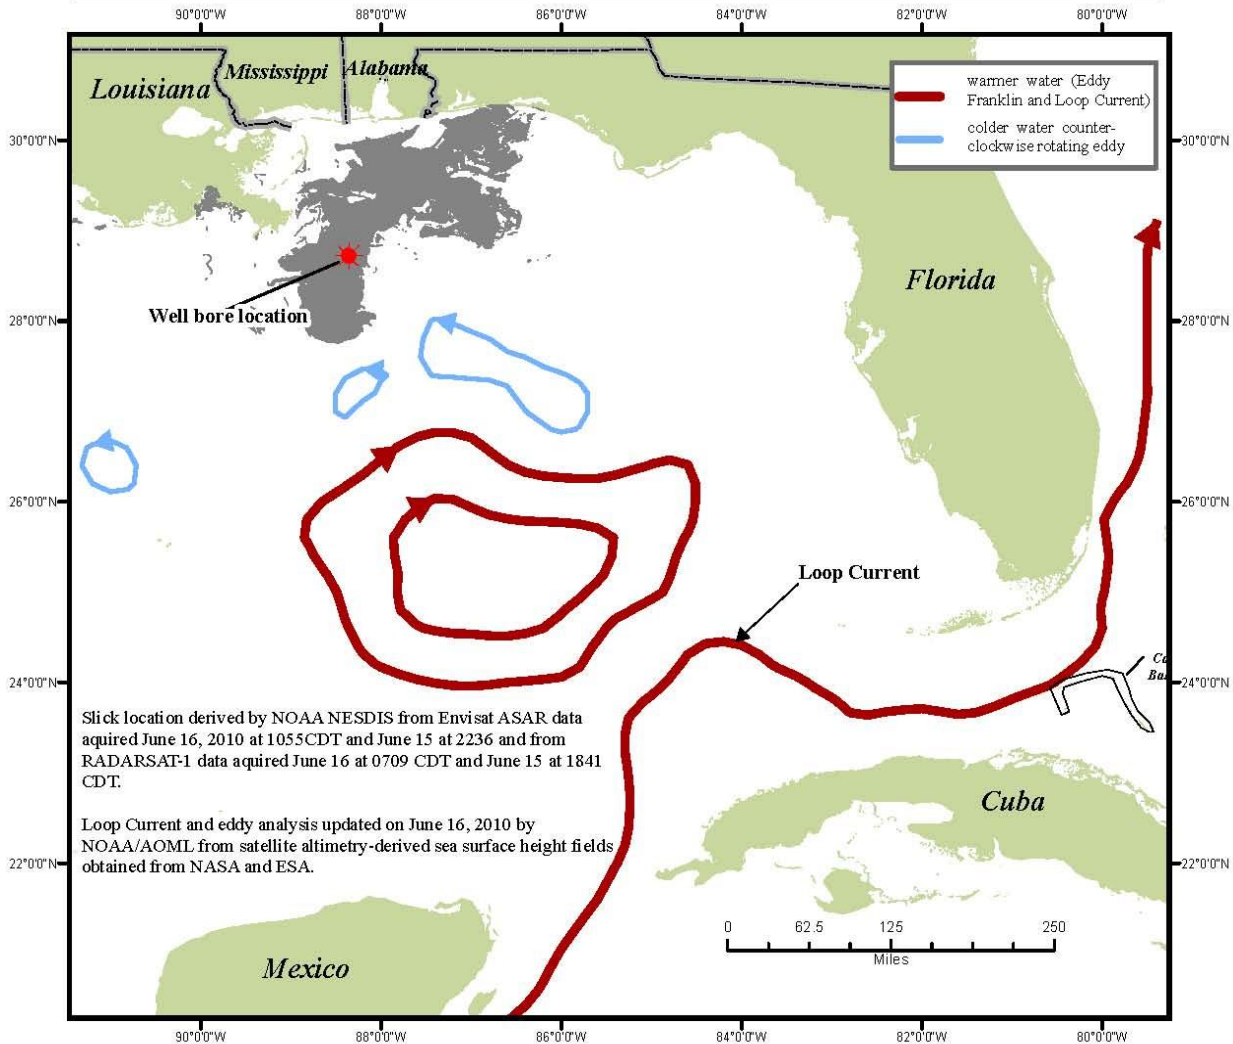 90°0'0"W 88°0'0"W 86°0'0"W 84°0'0"W 82°0'0"W 80°0'0"W
Louisiana
Mississippi
Alabama
warmer water (Eddy
Franklin and Loop Current)
colder water counter-
clockwise rotating eddy
30°0'0"N 30°0'0"N
Florida
Well bore location
28°0'0"N 28°0'0"N
26°0'0"N 26°0'0"N
Loop Current
24°0'0"N 24°0'0"N
Slick location derived by NOAA NESDIS from Envisat ASAR data
aquired June 16, 2010 at 1055CDT and June 15 at 2236 and from
RADARSAT-1 data aquired June 16 at 0709 CDT and June 15 at 1841
CDT.
Cuba
Loop Current and eddy analysis updated on June 16, 2010 by
NOAA/AOML from satellite altimetry-derived sea surface height fields
obtained from NASA and ESA.
22°0'0"N 22°0'0"N
0 62.5 125 250
Miles
Mexico
90°0'0"W 88°0'0"W 86°0'0"W 84°0'0"W 82°0'0"W 80°0'0"W